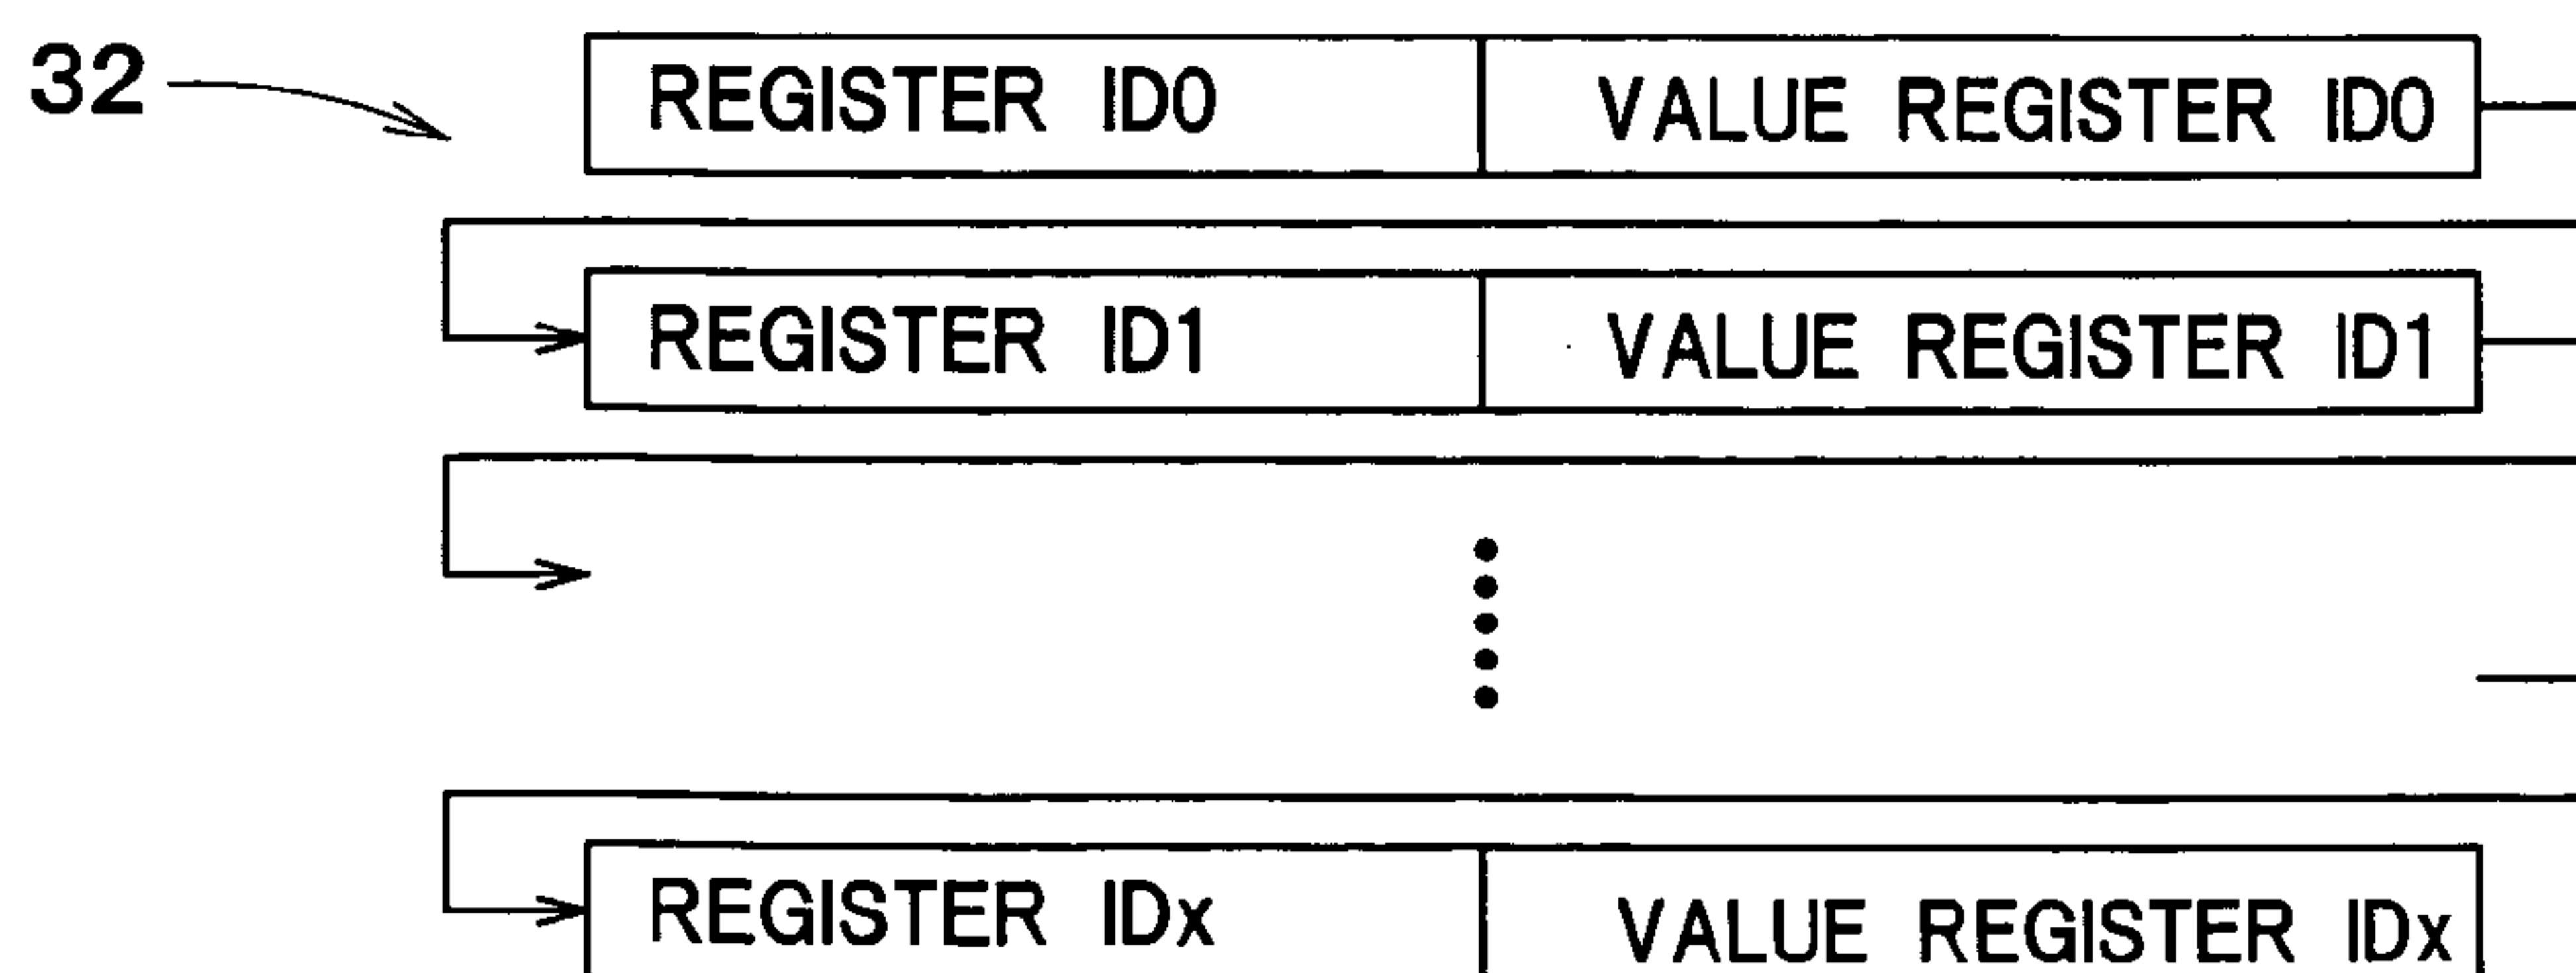 32
REGISTER ID0 VALUE REGISTER ID0
REGISTER ID1 VALUE REGISTER ID1
REGISTER IDx VALUE REGISTER IDx